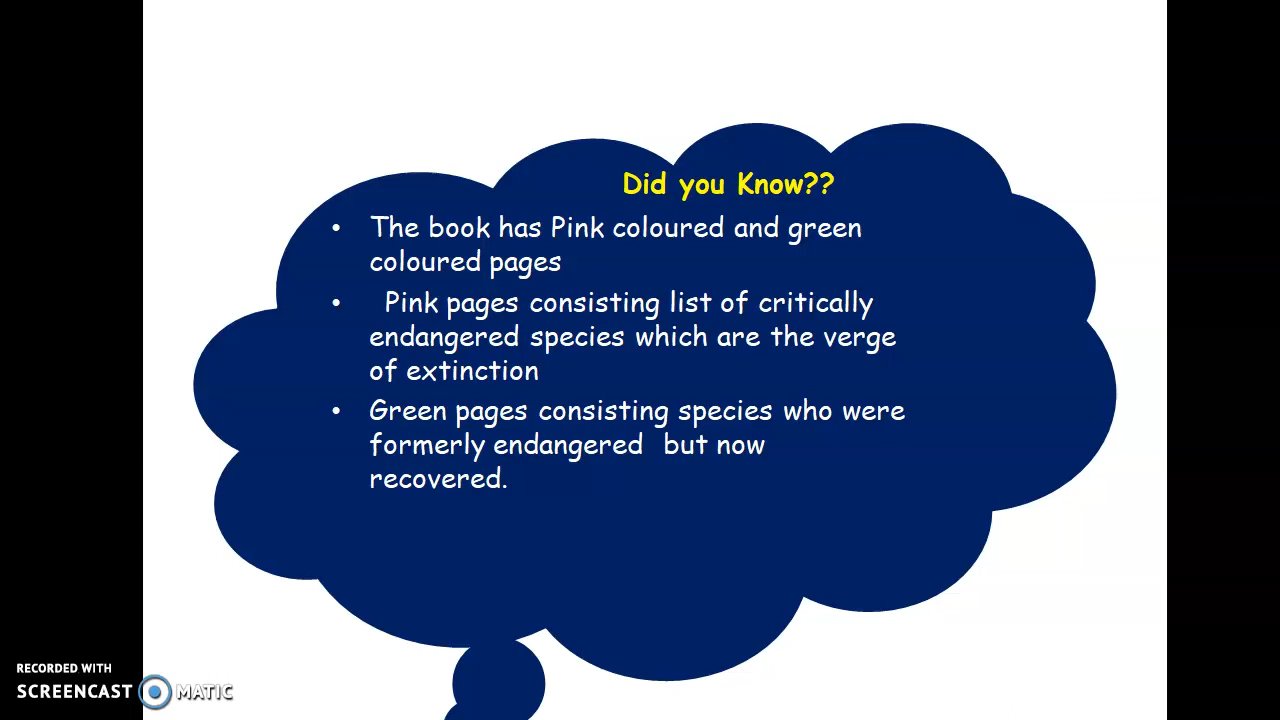 Did you Know??
• The book has Pink coloured and green
coloured pages
• Pink pages consisting list of critically
endangered species which are the verge
of extinction
• Green pages consisting species who were
formerly endangered but now
recovered.
RECORDED WITH
SCREENCAST MATIC